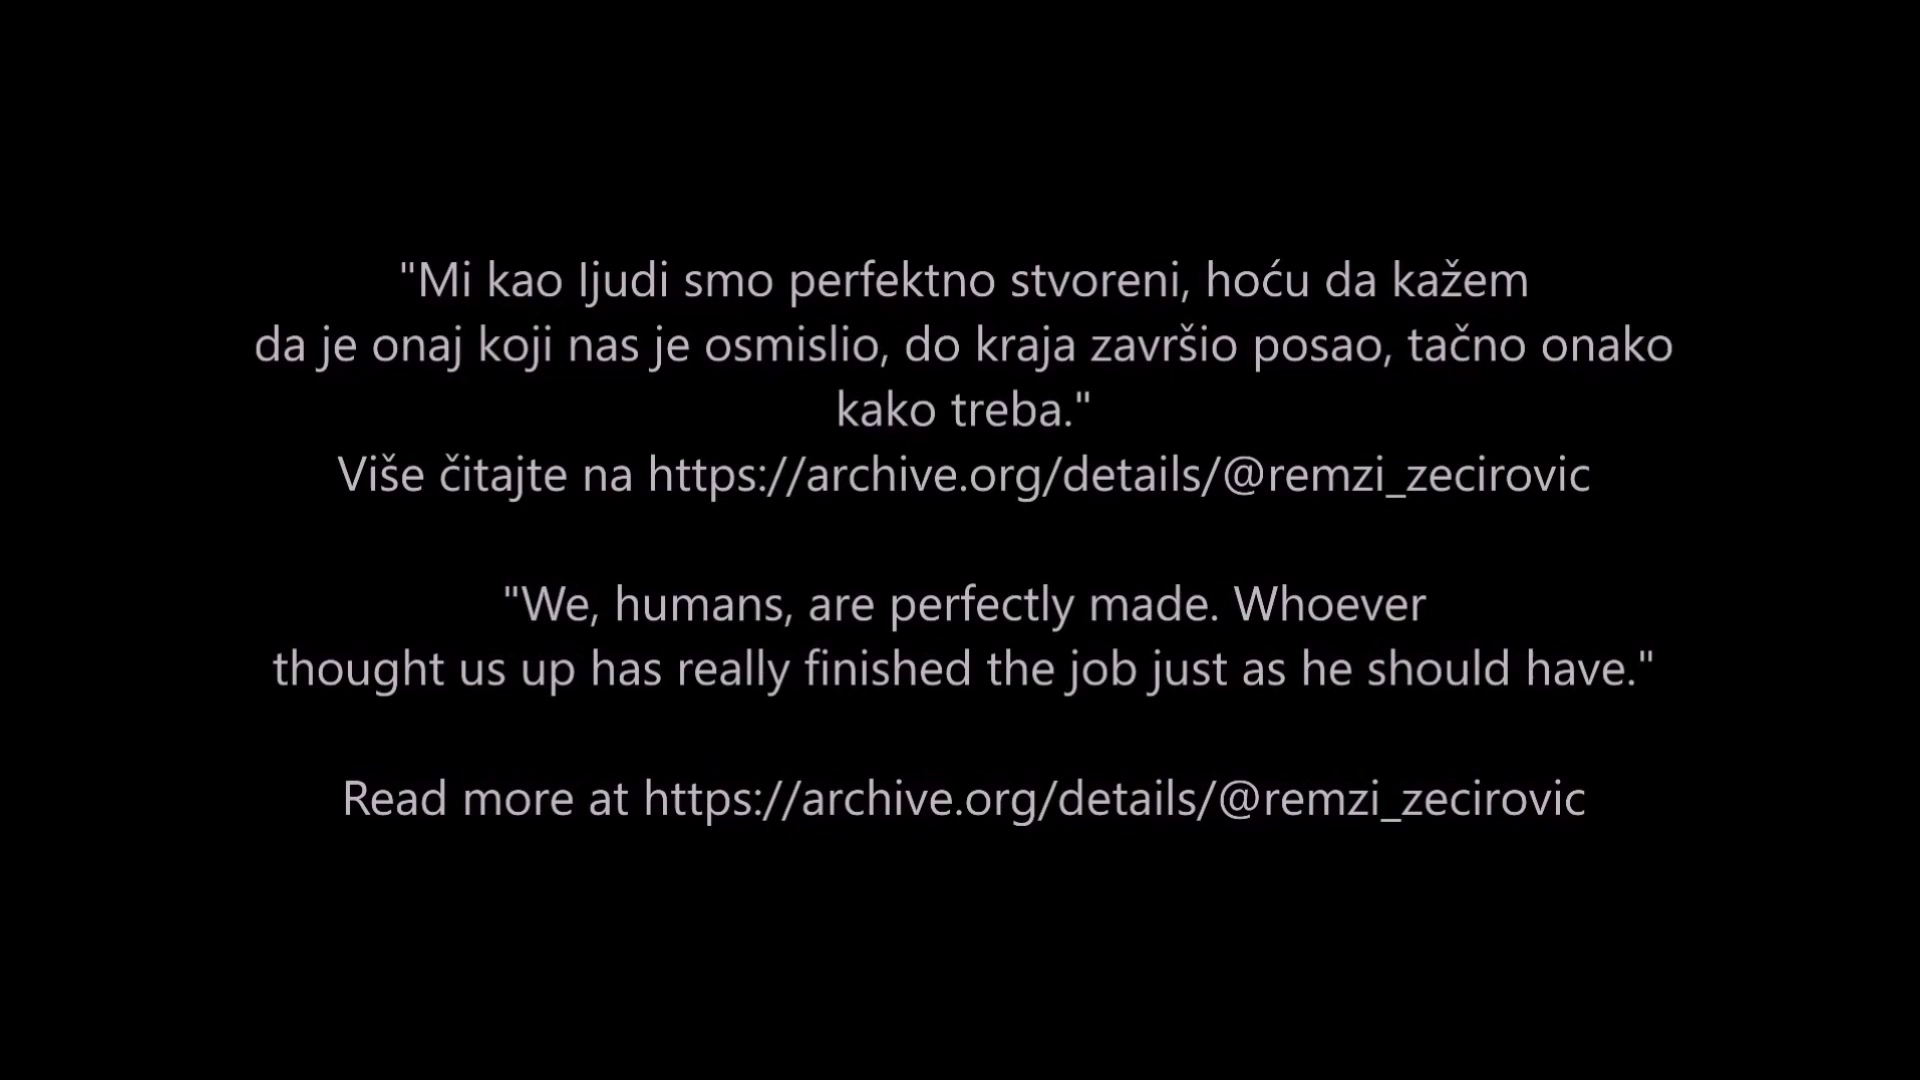 "Mi kao ljudi smo perfektno stvoreni, hoću da kažem
da je onaj koji nas je osmislio, do kraja završio posao, tačno onako
kako treba."
Više čitajte na https://archive.org/details/@remzi_zecirovic
"We, humans, are perfectly made. Whoever
thought us up has really finished the job just as he should have."
Read more at https://archive.org/details/@remzi_zecirovic